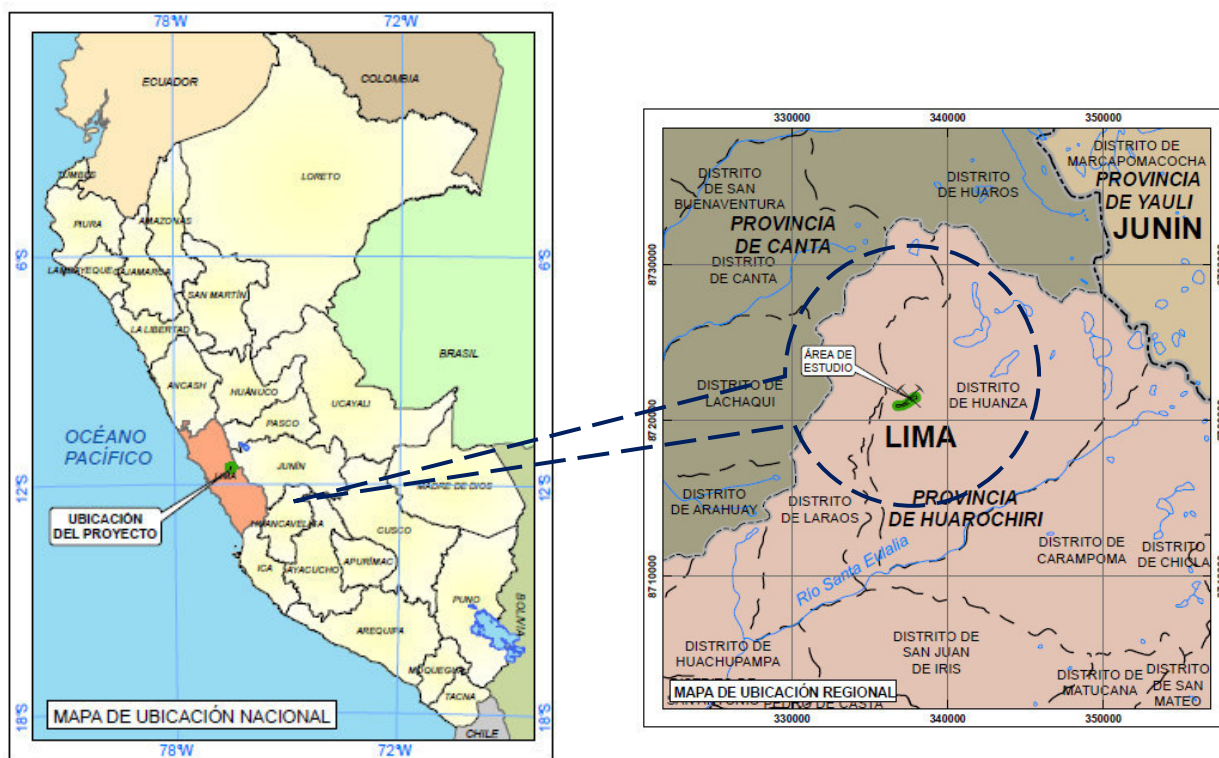 78°W
72°W
ECUADOR
COLOMBIA
TUMBES
LORETO
PIURA
AMAZONAS
6°S
6°S
LAMBAYEQUE
CAJAMARCA
SAN MARTÍN
LA LIBERTAD
BRASIL
ANCASH
HUÁNUCO
UCAYALI
PASCO
OCÉANO
PACÍFICO
JUNÍN
LIMA
12°S
12°S
MADRE DE DIOS
UBICACIÓN
DEL PROYECTO
HUANCAVELICA
CUSCO
ICA
AYACUCHO
APURÍMAC
PUNO
BOLIVIA
AREQUIPA
MOQUEGUA
TACNA
MAPA DE UBICACIÓN NACIONAL
18°S
18°S
CHILE
78°W
72°W
330000
340000
350000
DISTRITO
DE SAN
BUENAVENTURA
DISTRITO
DE HUAROS
DISTRITO DE
MARCAPOMACOCHA
PROVINCIA
DE YAULI
JUNÍN
PROVINCIA
DE CANTA
DISTRITO
DE CANTA
8730000
ÁREA DE
ESTUDIO
DISTRITO DE
LACHAQUI
DISTRITO
DE HUANZA
8720000
LIMA
DISTRITO
DE ARAHUAY
DISTRITO
DE LARAOS
PROVINCIA
DE HUAROCHIRI
DISTRITO DE
CARAMPOMA
DISTRITO
DE CHICLA
Río Santa Eulalia
8710000
DISTRITO DE
HUACHUPAMPA
DISTRITO DE
SAN JUAN
DE IRIS
DISTRITO DE
MATUCANA
DISTRITO
DE SAN
MATEO
MAPA DE UBICACIÓN REGIONAL
PEDRO DE CASTA
330000
340000
350000